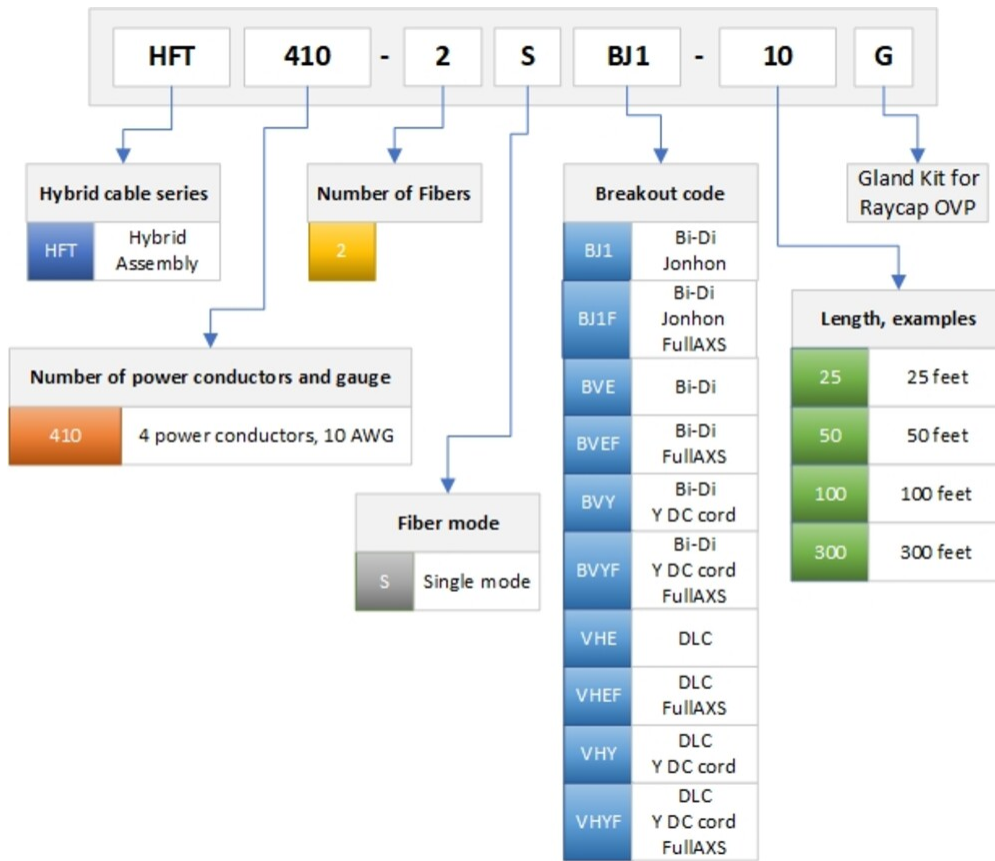 HFT 410 - 2 S BJ1 - 10 G
Hybrid cable series
HFT Hybrid
Assembly
Number of Fibers
2
Number of power conductors and gauge
410 4 power conductors, 10 AWG
Fiber mode
S Single mode
Breakout code
BJ1 Bi-Di
Jonhon
BJ1F Bi-Di
Jonhon
FullAXS
BVE Bi-Di
BVEF Bi-Di
FullAXS
BVY Bi-Di
Y DC cord
BVYF Bi-Di
Y DC cord
FullAXS
VHE DLC
VHEF DLC
FullAXS
VHY DLC
Y DC cord
VHYF DLC
Y DC cord
FullAXS
Gland Kit for
Raycap OVP
Length, examples
25 25 feet
50 50 feet
100 100 feet
300 300 feet